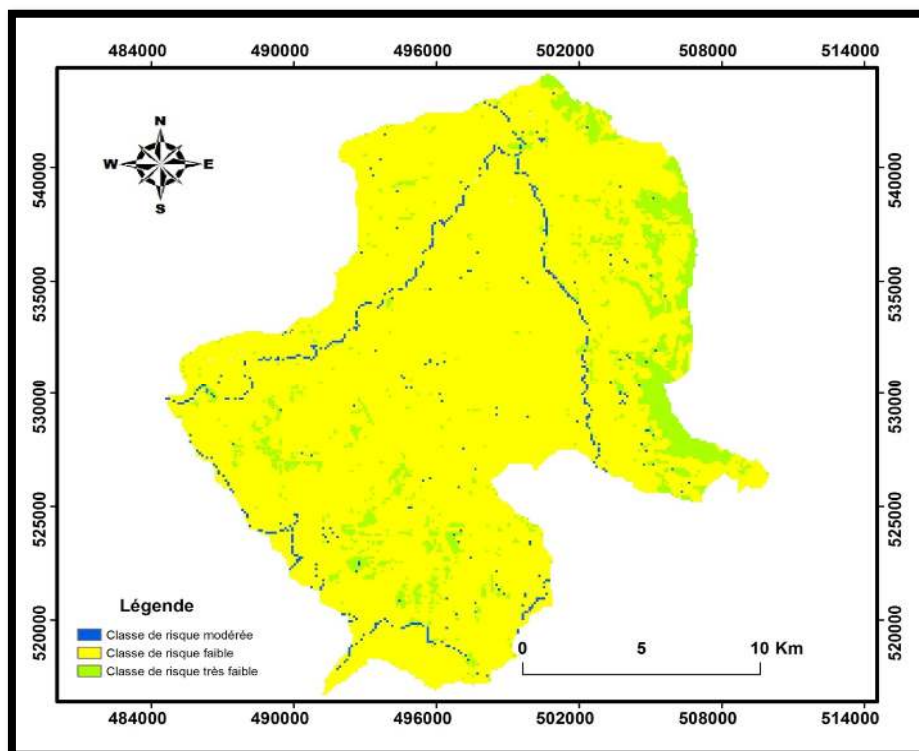 484000 490000 496000 502000 508000 514000
N
W E
S
540000 540000
535000 535000
530000 530000
525000 525000
520000 520000
Légende
Classe de risque modérée
Classe de risque faible
Classe de risque très faible
0 5 10 Km
484000 490000 496000 502000 508000 514000